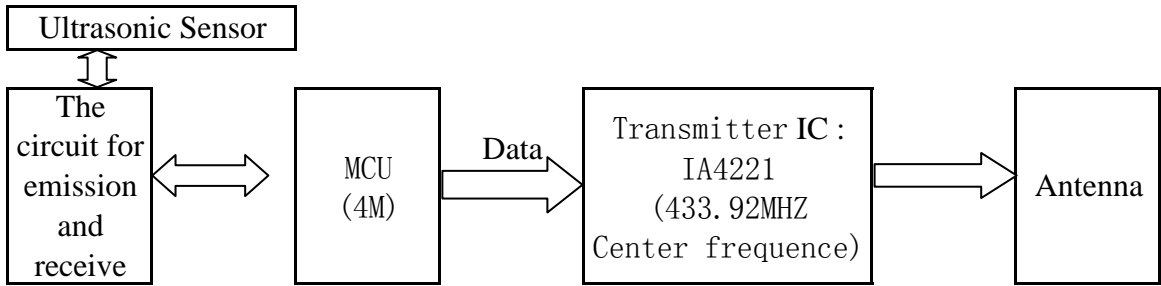 Ultrasonic Sensor
The
circuit for
emission
and
receive
MCU
(4M)
Data
Transmitter IC :
IA4221
(433.92MHZ
Center frequence)
Antenna